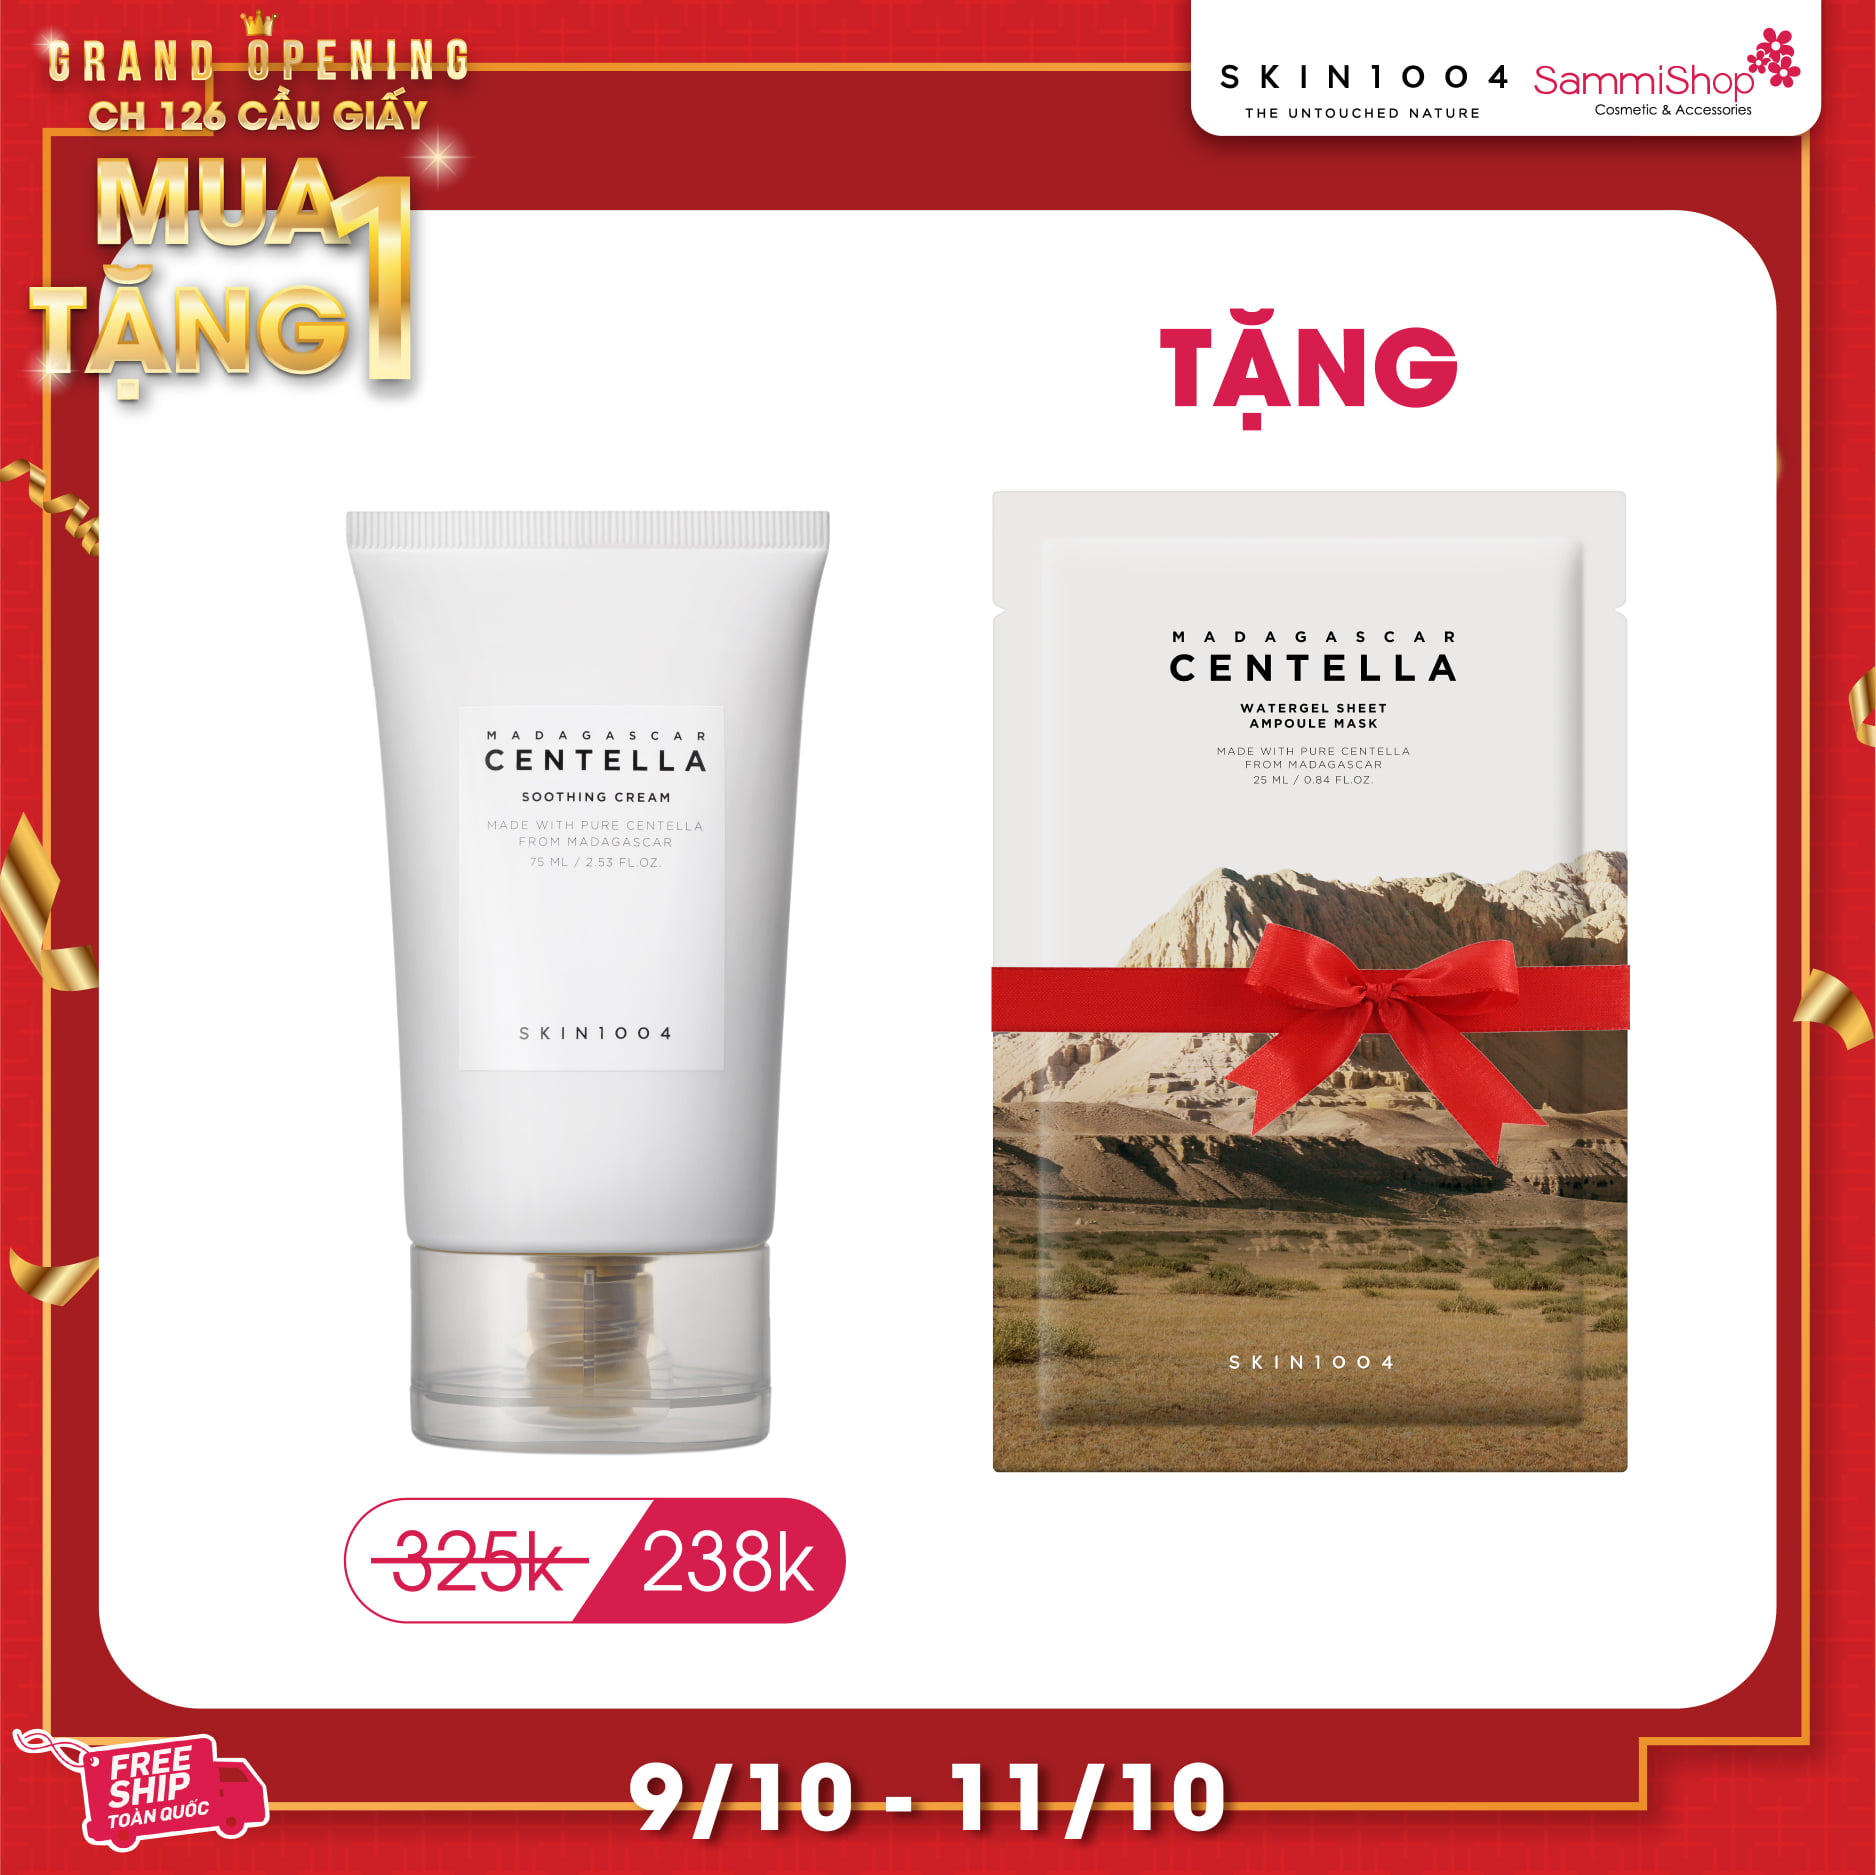 GRAND OPENING
CH 126 CẦU GIẤY
MUA 1
TẶNG 1
SKIN1004
THE UNTOUCHED NATURE
SammiShop
Cosmetic & Accessories
TẶNG
MADAGASCAR
CENTELLA
SOOTHING CREAM
MADE WITH PURE CENTELLA
FROM MADAGASCAR
75 ML / 2.53 FL.OZ.
SKIN1004
MADAGASCAR
CENTELLA
WATERGEL SHEET
AMPOULE MASK
MADE WITH PURE CENTELLA
FROM MADAGASCAR
25 ML / 0.84 FL.OZ.
SKIN1004
325k 238k
FREE
SHIP
TOÀN QUỐC
9/10 - 11/10